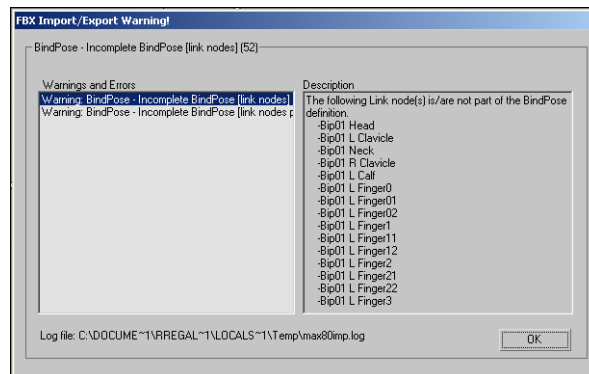 FBX Import/Export Warning!
BindPose - Incomplete BindPose [link nodes] (52)
Warnings and Errors
Warning: BindPose - Incomplete BindPose [link nodes]
Warning: BindPose - Incomplete BindPose [link nodes p
Description
The following Link node(s) is/are not part of the BindPose
definition.
-Bip01 Head
-Bip01 L Clavicle
-Bip01 Neck
-Bip01 R Clavicle
-Bip01 L Calf
-Bip01 L Finger0
-Bip01 L Finger01
-Bip01 L Finger02
-Bip01 L Finger1
-Bip01 L Finger11
-Bip01 L Finger12
-Bip01 L Finger2
-Bip01 L Finger21
-Bip01 L Finger22
-Bip01 L Finger3
Log file: C:\DOCUME~1\RREGAL~1\LOCALS~1\Temp\max80imp.log
OK